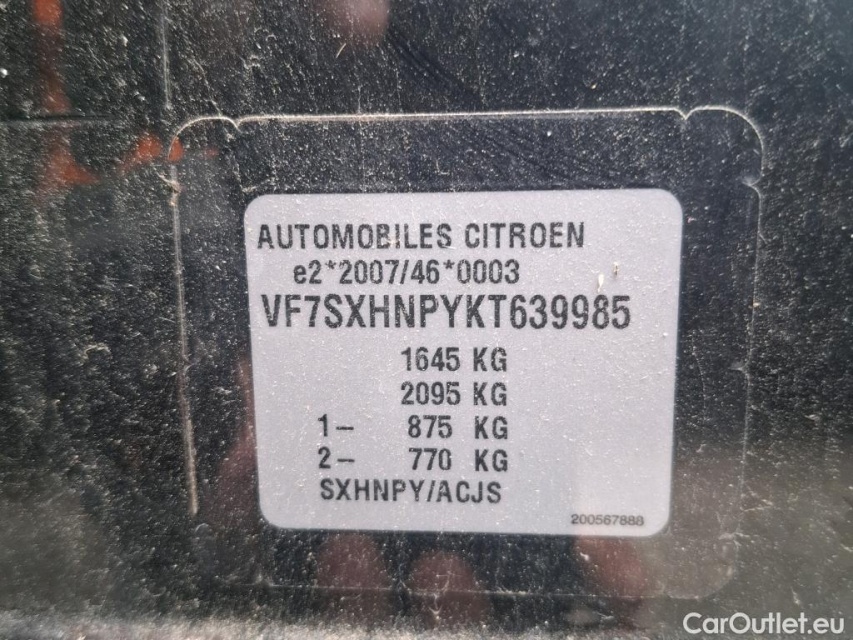 AUTOMOBILES CITROEN
e2*2007/46*0003
VF7SXHNPYKT639985
1645 KG
2095 KG
1- 875 KG
2- 770 KG
SXHNPY/ACJS
200567888
CarOutlet.eu